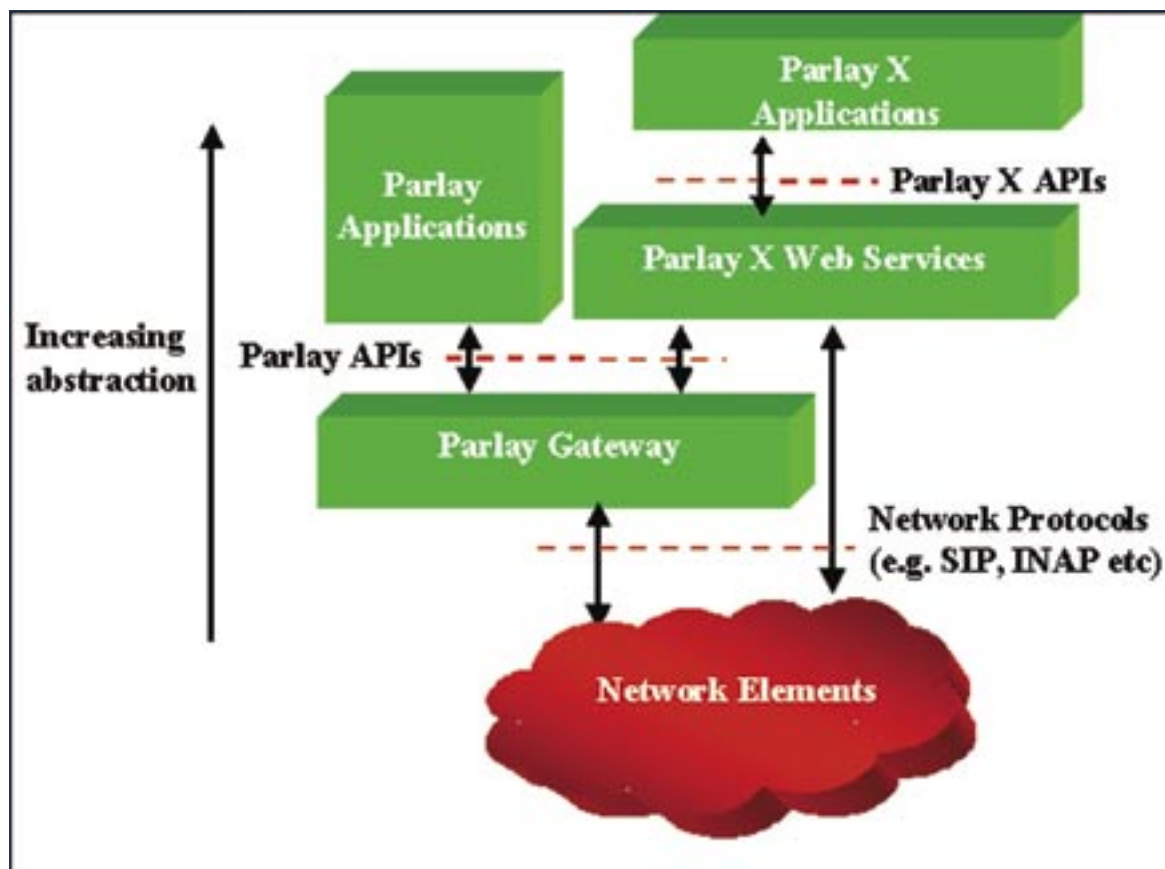 Parlay X
Applications
Parlay
Applications
Parlay X APIs
Parlay X Web Services
Increasing
abstraction
Parlay APIs
Parlay Gateway
Network Protocols
(e.g. SIP, INAP etc)
Network Elements